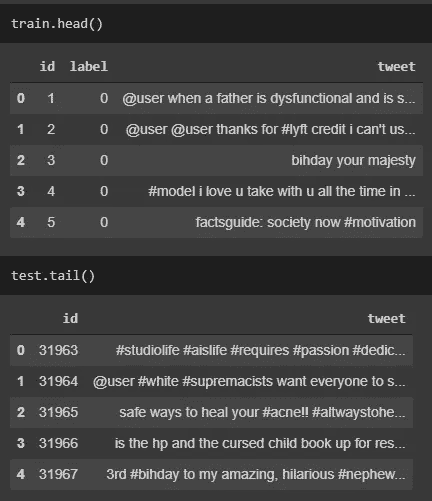 train.head()
id label tweet
0 1 0 @user when a father is dysfunctional and is s...
1 2 0 @user @user thanks for #lyft credit i can't us...
2 3 0 bihday your majesty
3 4 0 #model i love u take with u all the time in ...
4 5 0 factsguide: society now #motivation
test.tail()
id tweet
0 31963 #studiolife #aislife #requires #passion #dedic...
1 31964 @user #white #supremacists want everyone to s...
2 31965 safe ways to heal your #acne!! #altwaystohe...
3 31966 is the hp and the cursed child book up for res...
4 31967 3rd #bihday to my amazing, hilarious #nephew...